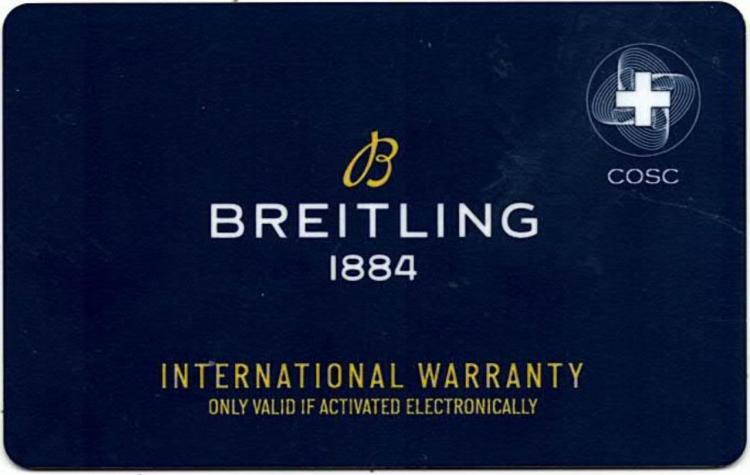 COSC
B
BREITLING
1884
INTERNATIONAL WARRANTY
ONLY VALID IF ACTIVATED ELECTRONICALLY